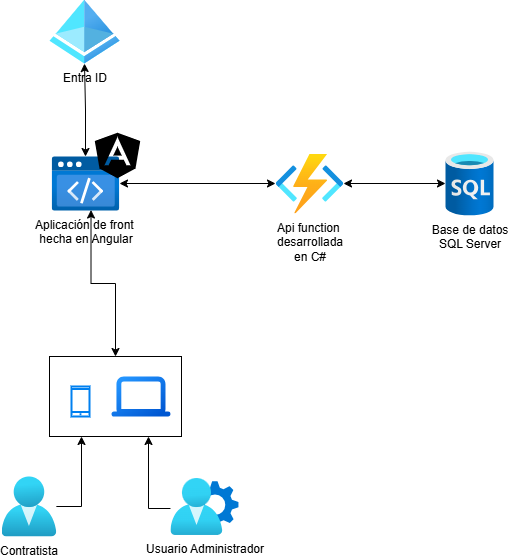 Entra ID
Aplicación de front
hecha en Angular
Api function
desarrollada
en C#
SQL
Base de datos
SQL Server
Contratista
Usuario Administrador